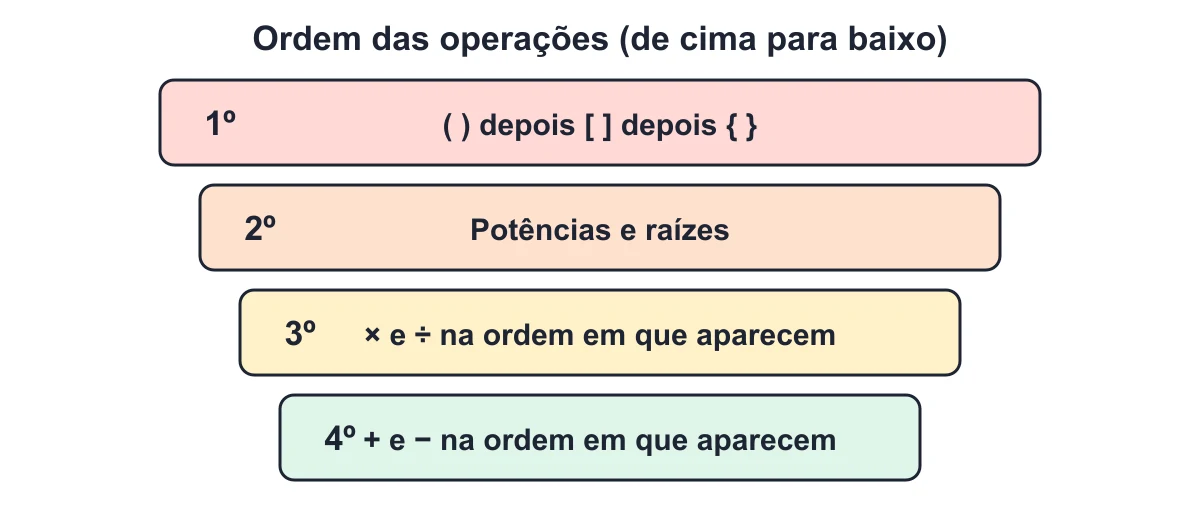 Ordem das operações (de cima para baixo)
1º ( ) depois [ ] depois { }
2º Potências e raízes
3º × e ÷ na ordem em que aparecem
4º + e − na ordem em que aparecem